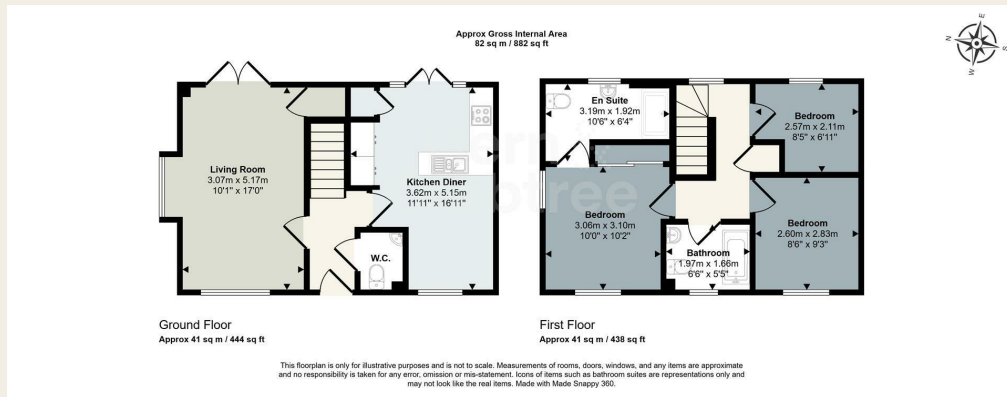 Approx Gross Internal Area
82 sq m / 882 sq ft
N
E
S
W
Living Room
3.07m x 5.17m
10'1" x 17'0"
Kitchen Diner
3.62m x 5.15m
11'11" x 16'11"
W.C.
En Suite
3.19m x 1.92m
10'6" x 6'4"
Bedroom
2.57m x 2.11m
8'5" x 6'11"
Bedroom
3.06m x 3.10m
10'0" x 10'2"
Bedroom
2.60m x 2.83m
8'6" x 9'3"
Bathroom
1.97m x 1.66m
6'6" x 5'5"
Ground Floor
Approx 41 sq m / 444 sq ft
First Floor
Approx 41 sq m / 438 sq ft
This floorplan is only for illustrative purposes and is not to scale. Measurements of rooms, doors, windows, and any items are approximate
and no responsibility is taken for any error, omission or mis-statement. Icons of items such as bathroom suites are representations only and
may not look like the real items. Made with Made Snappy 360.